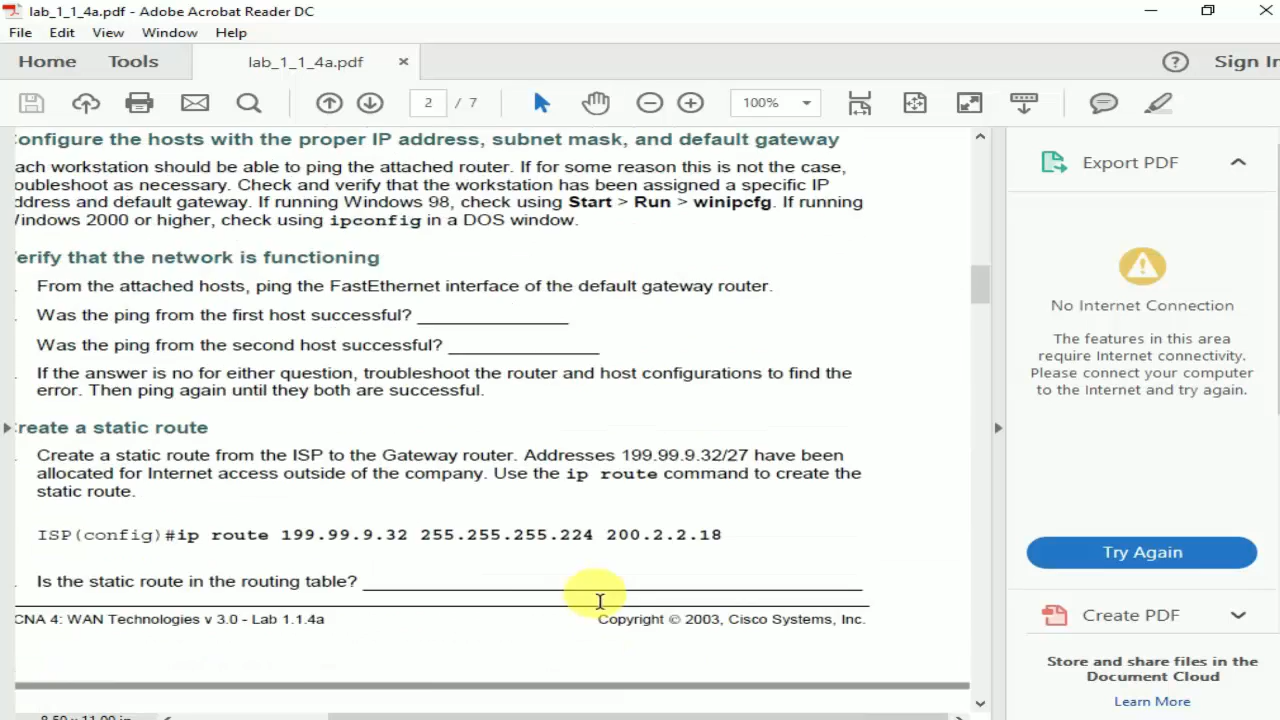 lab_1_1_4a.pdf - Adobe Acrobat Reader DC
File Edit View Window Help
Home Tools lab_1_1_4a.pdf × ? Sign In
2 / 7 100%
onfigure the hosts with the proper IP address, subnet mask, and default gateway
ach workstation should be able to ping the attached router. If for some reason this is not the case,
oubleshoot as necessary. Check and verify that the workstation has been assigned a specific IP
ddress and default gateway. If running Windows 98, check using Start > Run > winipcfg. If running
indows 2000 or higher, check using ipconfig in a DOS window.
erify that the network is functioning
. From the attached hosts, ping the FastEthernet interface of the default gateway router.
. Was the ping from the first host successful? ______________
Was the ping from the second host successful? ______________
. If the answer is no for either question, troubleshoot the router and host configurations to find the
error. Then ping again until they both are successful.
reate a static route
. Create a static route from the ISP to the Gateway router. Addresses 199.99.9.32/27 have been
allocated for Internet access outside of the company. Use the ip route command to create the
static route.
ISP(config)#ip route 199.99.9.32 255.255.255.224 200.2.2.18
. Is the static route in the routing table? ______________
CNA 4: WAN Technologies v 3.0 - Lab 1.1.4a Copyright © 2003, Cisco Systems, Inc.
8.50 x 11.00 in
Export PDF
No Internet Connection
The features in this area
require Internet connectivity.
Please connect your computer
to the Internet and try again.
Try Again
Create PDF
Store and share files in the
Document Cloud
Learn More